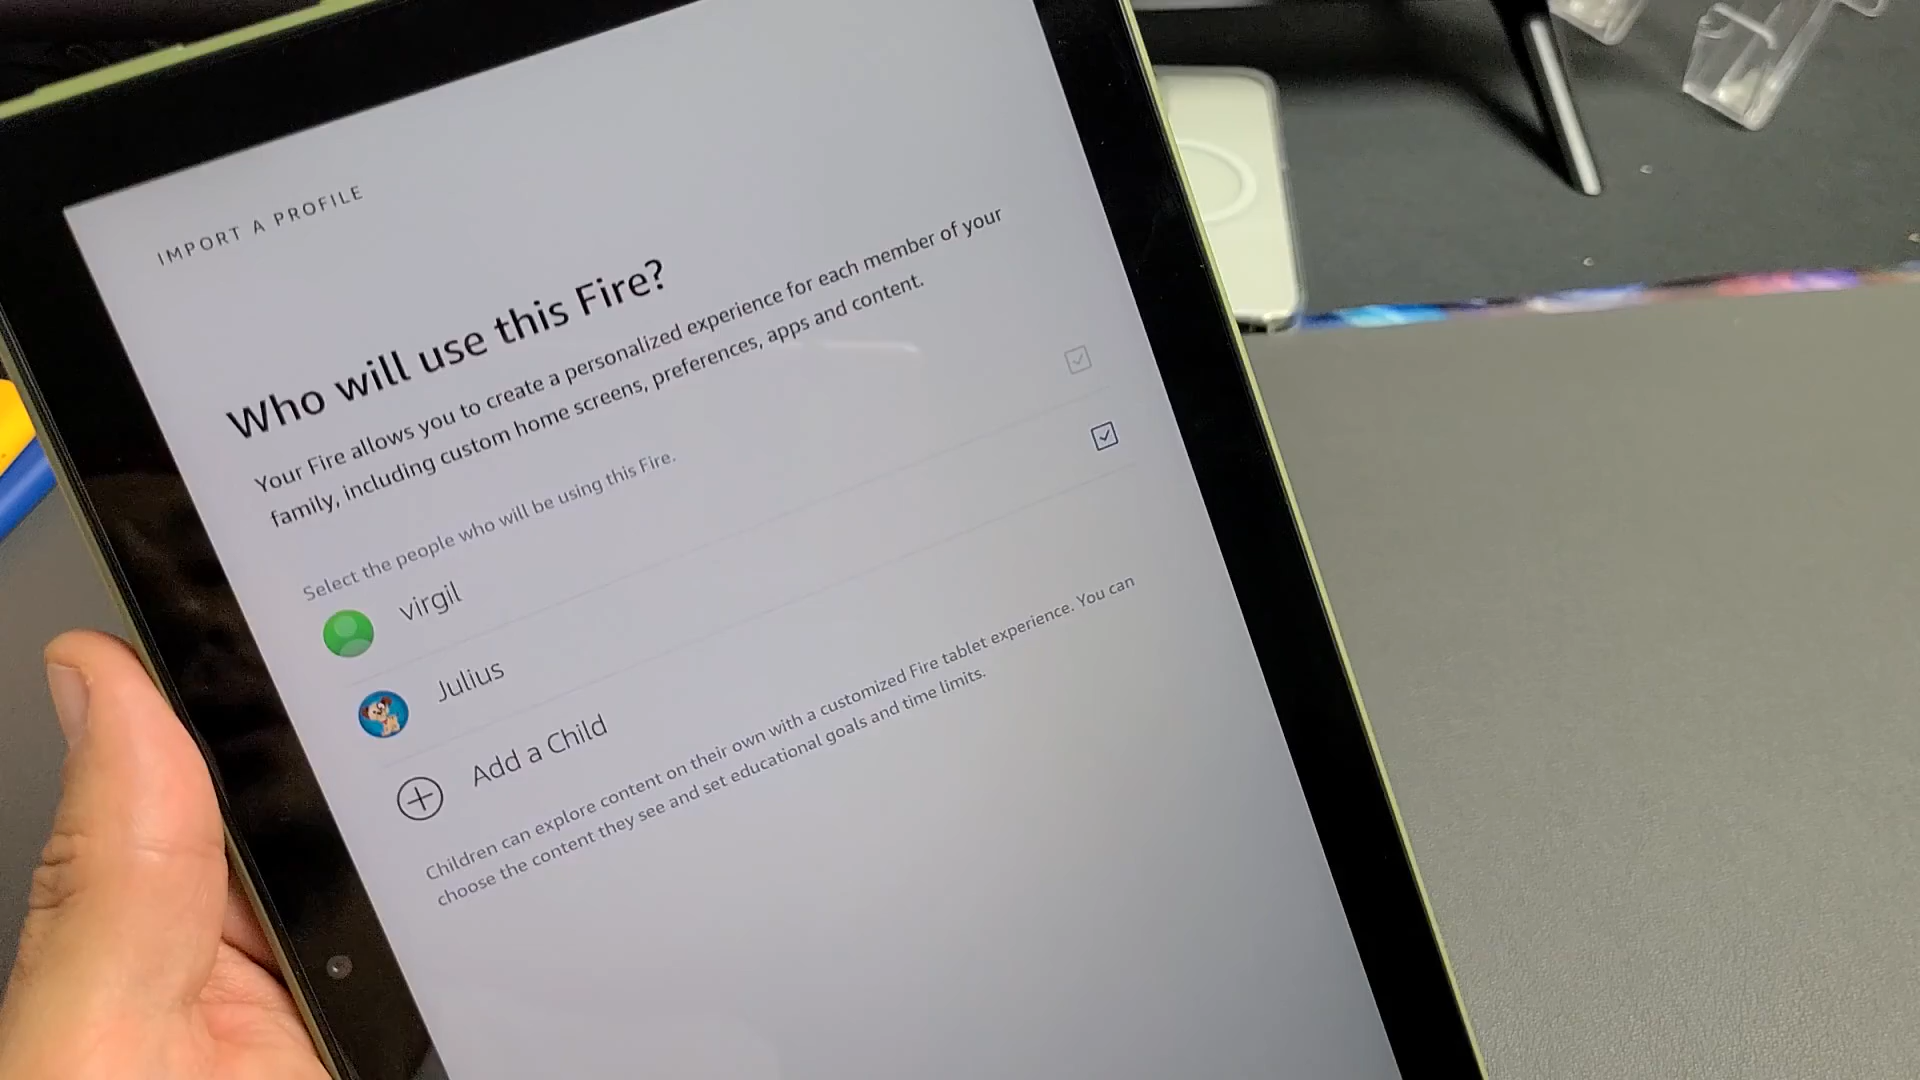 IMPORT A PROFILE
Who will use this Fire?
Your Fire allows you to create a personalized experience for each member of your
family, including custom home screens, preferences, apps and content.
Select the people who will be using this Fire.
virgil
Julius
Add a Child
Children can explore content on their own with a customized Fire tablet experience. You can
choose the content they see and set educational goals and time limits.